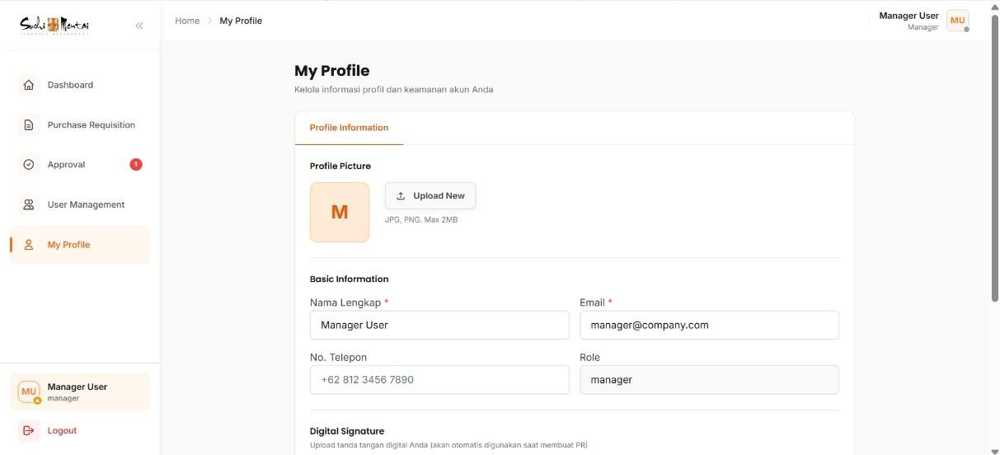 Sushi Mentai
Home > My Profile
Manager User
Manager
MU
Dashboard
Purchase Requisition
Approval 1
User Management
My Profile
Manager User
manager
MU
Logout
My Profile
Kelola informasi profil dan keamanan akun Anda
Profile Information
Profile Picture
M
Upload New
JPG, PNG. Max 2MB
Basic Information
Nama Lengkap *
Manager User
Email *
manager@company.com
No. Telepon
+62 812 3456 7890
Role
manager
Digital Signature
Upload tanda tangan digital Anda (akan otomatis digunakan saat membuat PR)